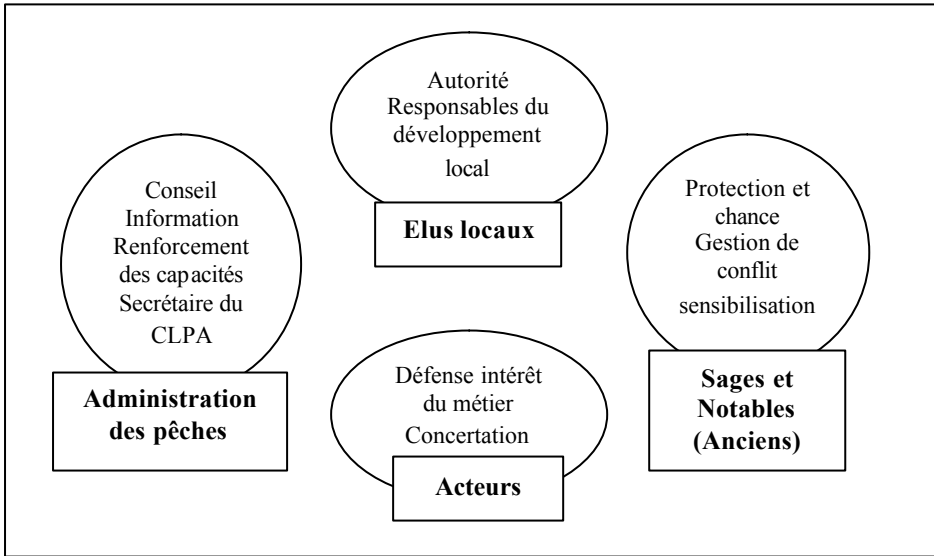 Autorité
Responsables du
développement
local
Elus locaux
Conseil
Information
Renforcement
des capacités
Secrétaire du
CLPA
Administration
des pêches
Protection et
chance
Gestion de
conflit
sensibilisation
Sages et
Notables
(Anciens)
Défense intérêt
du métier
Concertation
Acteurs